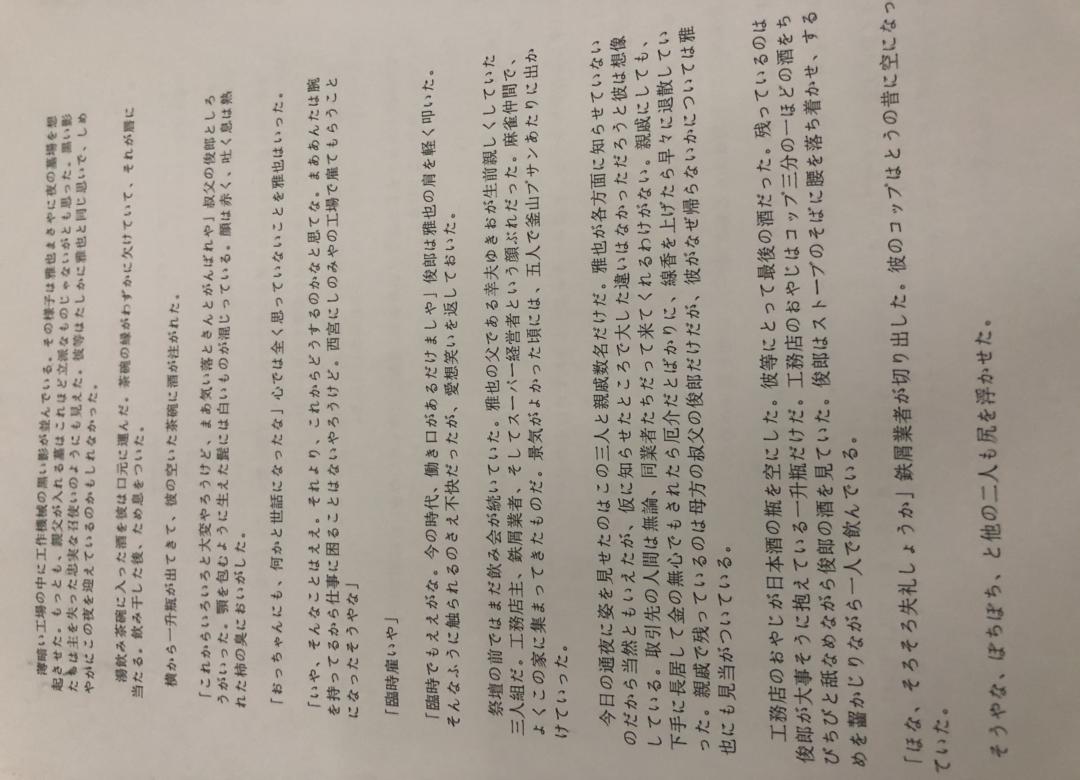 薄暗い工場の中に工作機械の黒い影が並んでいる。その様子は雅也まきやに夜の墓場を想
起させた。もっとも、親父が入れる墓はこれほど立派なものじゃないがとも思った。黒い影
たちは主を失った忠実な召使いのようにも見えた。彼等はたしかに雅也と同じ思いで、しめ
やかにこの夜を迎えているのかもしれなかった。
湯飲み茶碗に入った酒を彼は口元に運んだ。茶碗の縁がわずかに欠けていて、それが唇に
当たる。飲み干した後、ため息をついた。
横から一升瓶が出てきて、彼の空いた茶碗に酒が注がれた。
「これからいろいろと大変やろうけど、まあ気い落とさんとがんばれや」叔父の俊郎としろ
うがいった。顎を包むように生えた髭には白いものが混じっている。顔は赤く、吐く息は熟
れた柿の臭においがした。
「おっちゃんにも、何かと世話になったな」心では全く思っていないことを雅也はいった。
「いや、そんなことはええ。それより、これからどうするのかなと思てな。まああんたは腕
を持ってるから仕事に困ることはないやろうけど。西宮にしのみやの工場で雇てもらうこと
になったそうやな」
「臨時雇いや」
「臨時でもええがな。今の時代、働き口があるだけましや」俊郎は雅也の肩を軽く叩いた。
そんなふうに触られるのさえ不快だったが、愛想笑いを返しておいた。
祭壇の前ではまだ飲み会が続いていた。雅也の父である幸夫ゆきおが生前親しくしていた
三人組だ。工務店主、鉄屑業者、そしてスーパー経営者という顔ぶれだった。麻雀仲間で、
よくこの家に集まってきたものだ。景気がよかった頃には、五人で釜山プサンあたりに出か
けていった。
今日の通夜に姿を見せたのはこの三人と親戚数名だけだ。雅也が各方面に知らせていない
のだから当然ともいえたが、仮に知らせたところで大した違いはなかっただろうと彼は想像
している。取引先の人間は無論、同業者たちだって来てくれるわけがない。親戚にしても、
下手に長居して金の無心でもされたら厄介だとばかりに、線香を上げたら早々に退散してい
った。親戚で残っているのは母方の叔父の俊郎だけだが、彼がなぜ帰らないかについては雅
也にも見当がついている。
工務店のおやじが日本酒の瓶を空にした。彼等にとって最後の酒だった。残っているのは
俊郎が大事そうに抱えている一升瓶だけだ。工務店のおやじはコップ三分の一ほどの酒をち
びちびと舐なめながら俊郎の酒を見ていた。俊郎はストーブのそばに腰を落ち着かせ、する
めを齧かじりながら一人で飲んでいる。
「ほな、そろそろ失礼しょうか」鉄屑業者が切り出した。彼のコップはとうの昔に空になっ
ていた。
そうやな、ぼちぼち、と他の二人も尻を浮かせた。